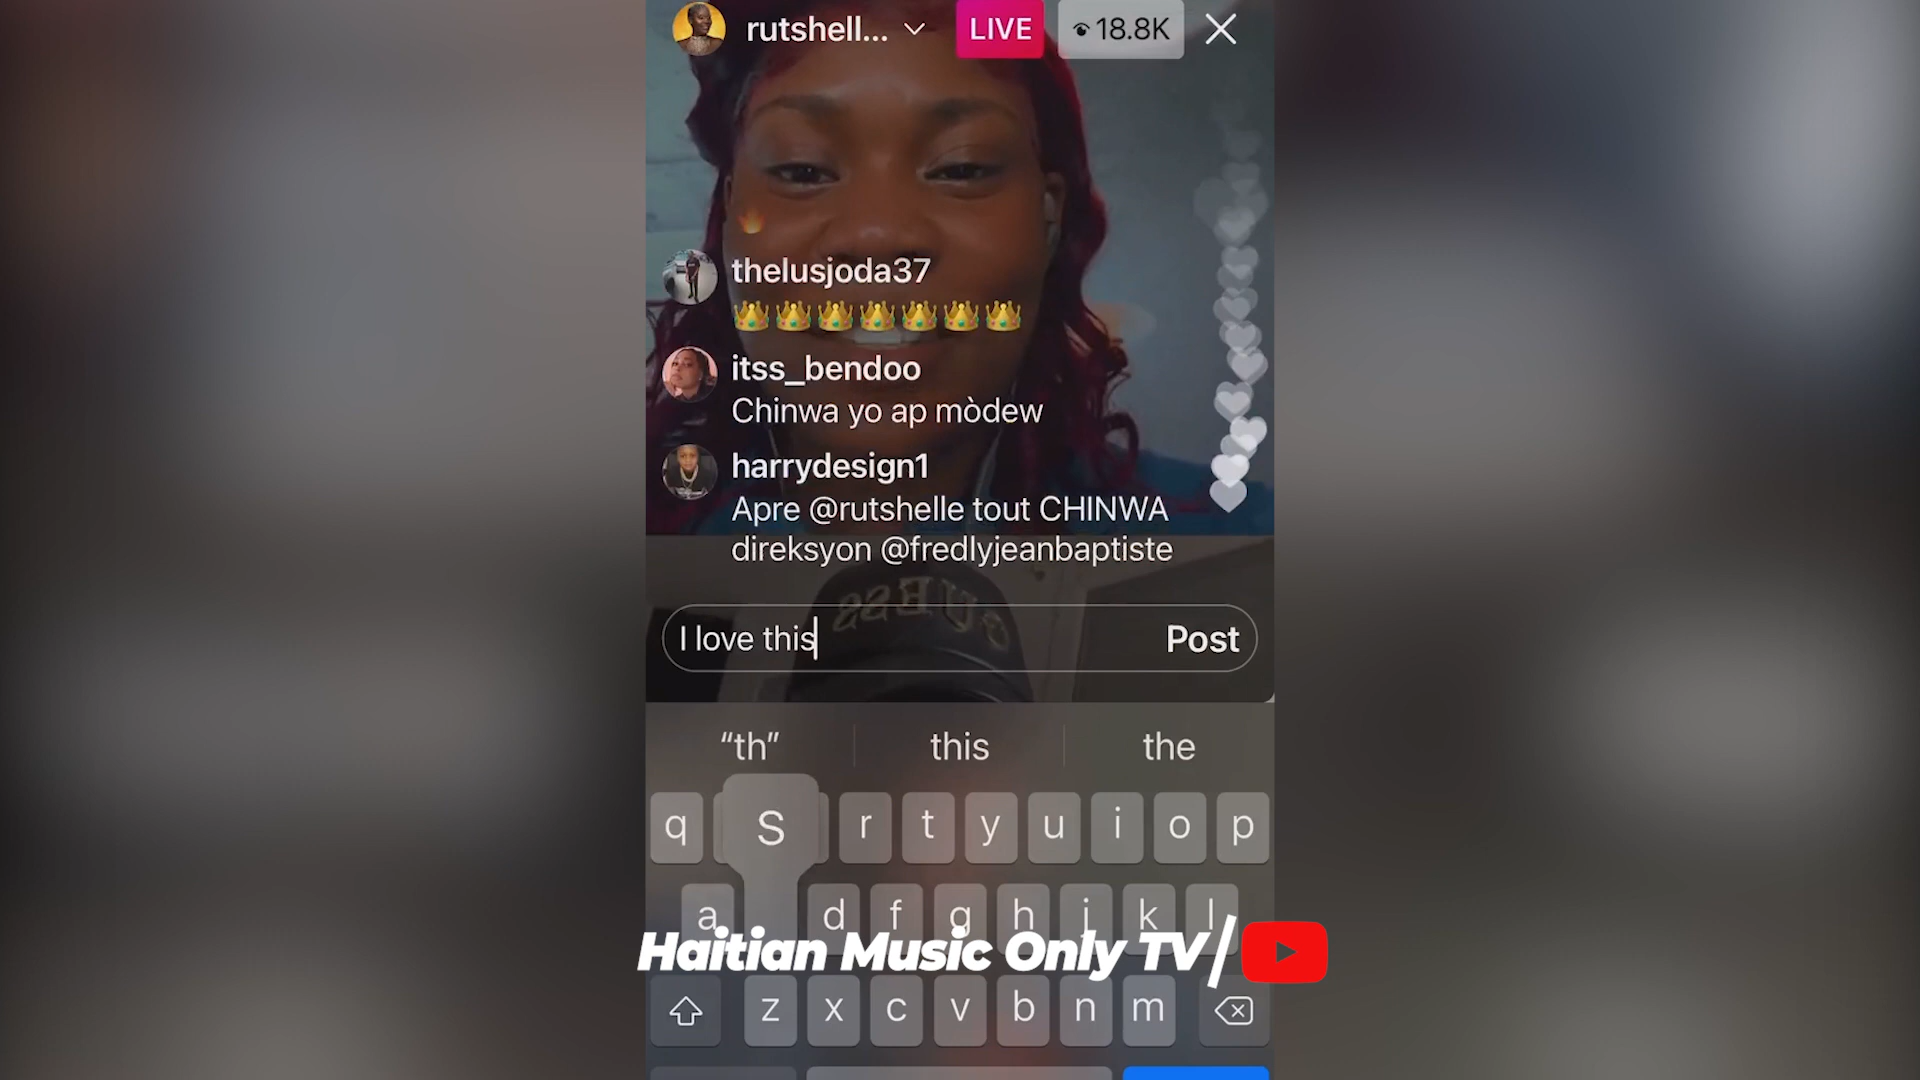 rutshell...
LIVE
18.8K
thelusjoda37
👑👑👑👑👑👑👑
itss_bendoo
Chinwa yo ap mòdew
harrydesign1
Apre @rutshelle tout CHINWA
direksyon @fredlyjeanbaptiste
GUESS
I love this
Post
“th” this the
q S r t y u i o p
a d f g h j k l
Haitian Music Only TV/
z x c v b n m